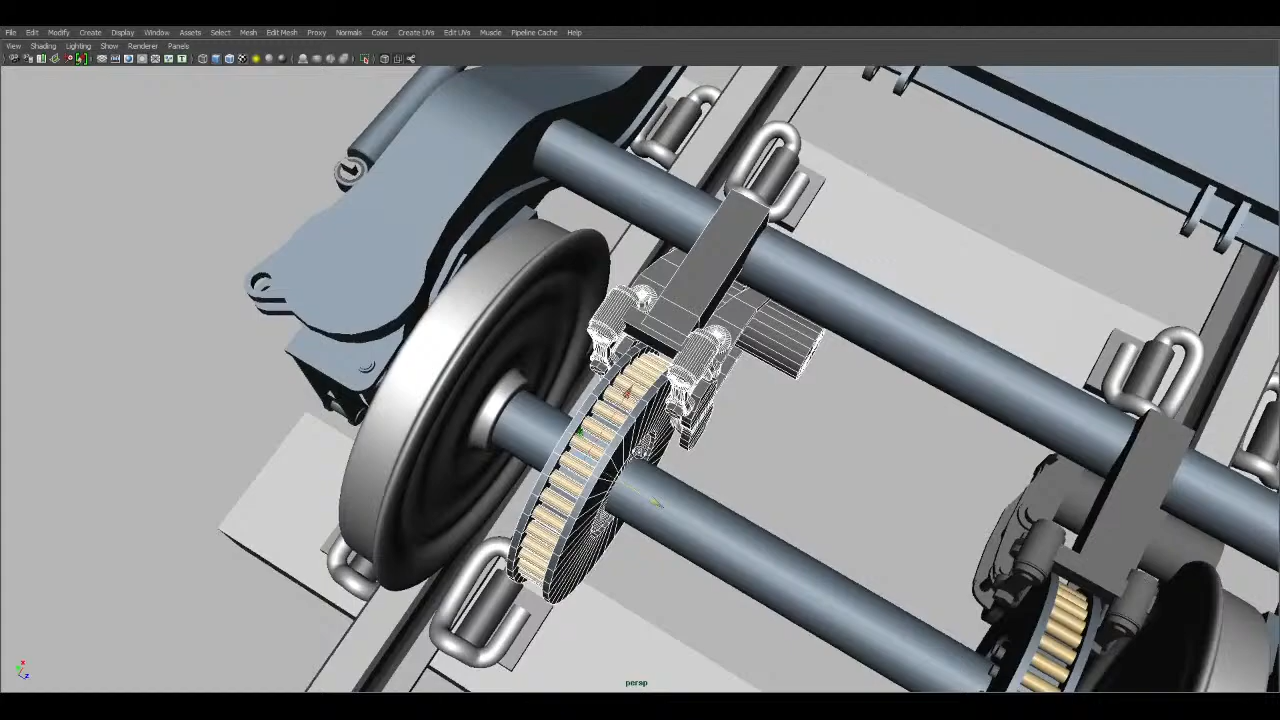 File Edit Modify Create Display Window Assets Select Mesh Edit Mesh Proxy Normals Color Create UVs Edit UVs Muscle Pipeline Cache Help
View Shading Lighting Show Renderer Panels
persp